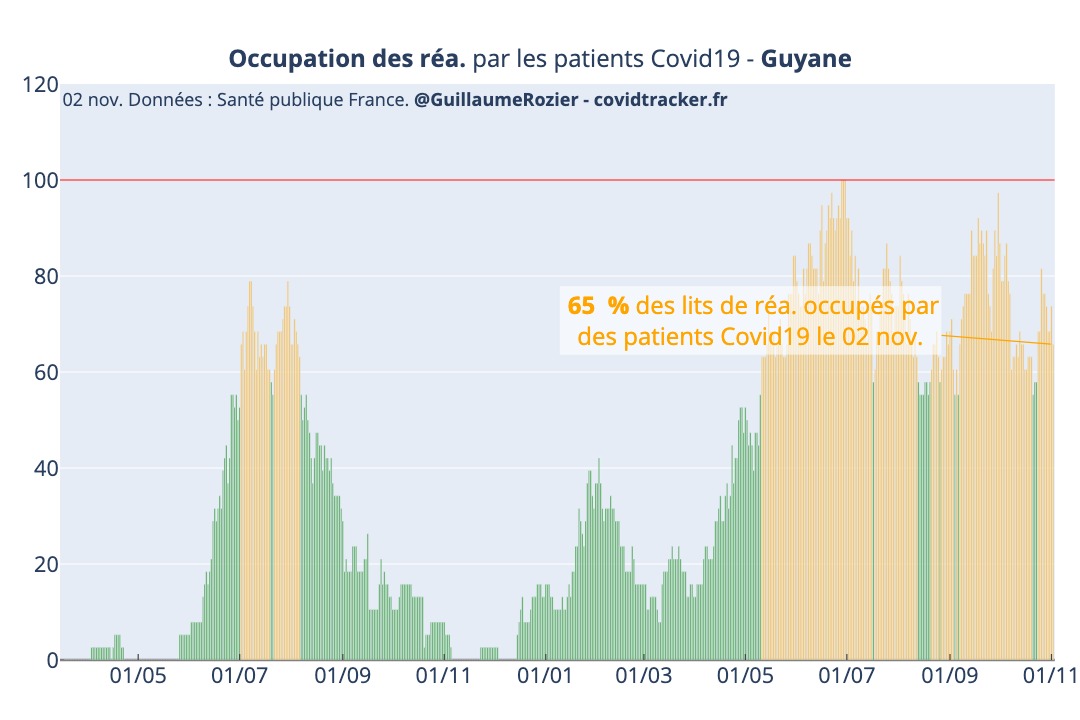 Occupation des réa. par les patients Covid19 - Guyane
120
02 nov. Données : Santé publique France. @GuillaumeRozier - covidtracker.fr
100
80
65 % des lits de réa. occupés par
des patients Covid19 le 02 nov.
60
40
20
0
01/05 01/07 01/09 01/11 01/01 01/03 01/05 01/07 01/09 01/11